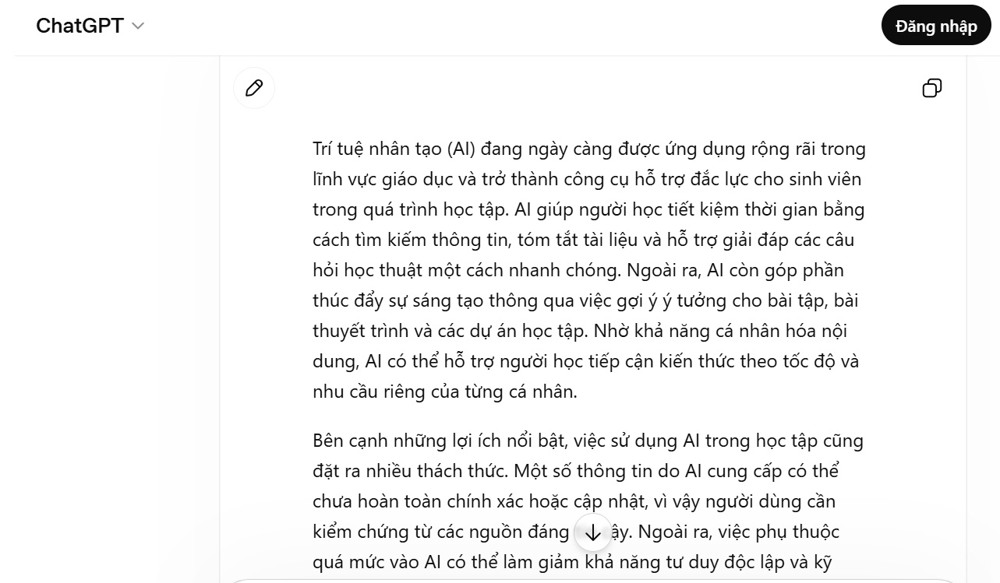 ChatGPT
Đăng nhập
Trí tuệ nhân tạo (AI) đang ngày càng được ứng dụng rộng rãi trong
lĩnh vực giáo dục và trở thành công cụ hỗ trợ đắc lực cho sinh viên
trong quá trình học tập. AI giúp người học tiết kiệm thời gian bằng
cách tìm kiếm thông tin, tóm tắt tài liệu và hỗ trợ giải đáp các câu
hỏi học thuật một cách nhanh chóng. Ngoài ra, AI còn góp phần
thúc đẩy sự sáng tạo thông qua việc gợi ý ý tưởng cho bài tập, bài
thuyết trình và các dự án học tập. Nhờ khả năng cá nhân hóa nội
dung, AI có thể hỗ trợ người học tiếp cận kiến thức theo tốc độ và
nhu cầu riêng của từng cá nhân.
Bên cạnh những lợi ích nổi bật, việc sử dụng AI trong học tập cũng
đặt ra nhiều thách thức. Một số thông tin do AI cung cấp có thể
chưa hoàn toàn chính xác hoặc cập nhật, vì vậy người dùng cần
kiểm chứng từ các nguồn đáng. Ngoài ra, việc phụ thuộc
quá mức vào AI có thể làm giảm khả năng tư duy độc lập và kỹ